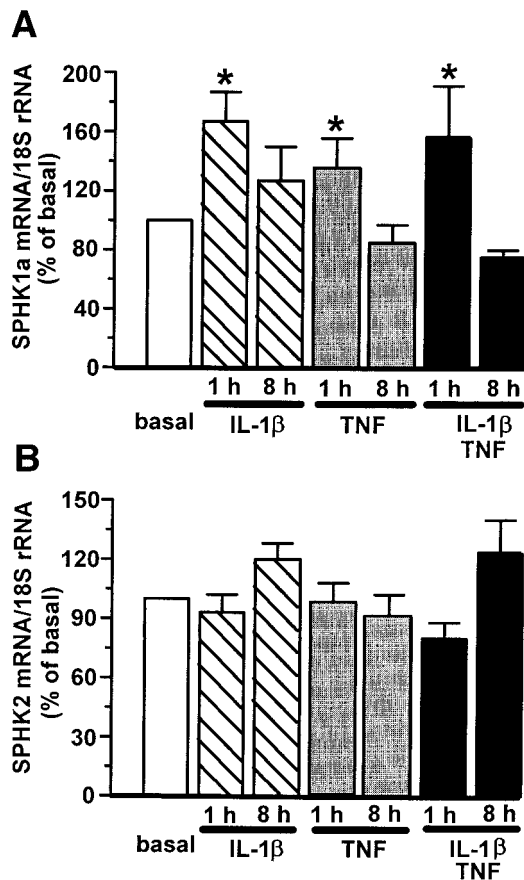 A
SPHK1a mRNA/18S rRNA
(% of basal)
200
160
120
80
40
0
* * *
1 h 8 h 1 h 8 h 1 h 8 h
basal IL-1β TNF IL-1β
TNF
B
SPHK2 mRNA/18S rRNA
(% of basal)
150
120
90
60
30
0
1 h 8 h 1 h 8 h 1 h 8 h
basal IL-1β TNF IL-1β
TNF